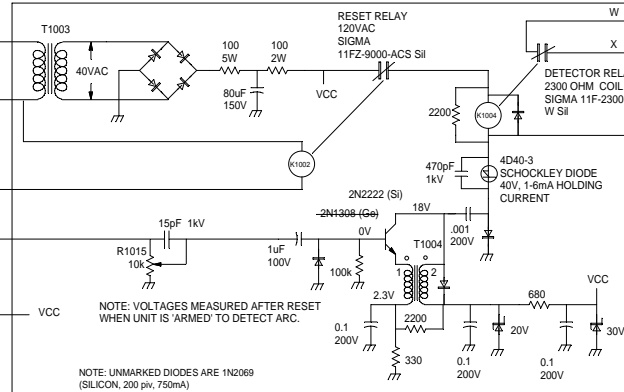 RESET RELAY
120VAC
SIGMA
11FZ-9000-ACS Sil
W
X
T1003
40VAC
100
5W
100
2W
80uF
150V
VCC
DETECTOR RELA
2300 OHM COIL
SIGMA 11F-2300
W Sil
2200
K1004
K1002
470pF
1kV
4D40-3
SCHOCKLEY DIODE
40V, 1-6mA HOLDING
CURRENT
2N2222 (Si)
2N1308 (Ge)
18V
15pF 1kV
0V
.001
200V
R1015
10k
1uF
100V
100k
T1004
1
2
2.3V
VCC
680
VCC
NOTE: VOLTAGES MEASURED AFTER RESET
WHEN UNIT IS 'ARMED' TO DETECT ARC.
0.1
200V
2200
330
0.1
200V
20V
0.1
200V
30V
NOTE: UNMARKED DIODES ARE 1N2069
(SILICON, 200 piv, 750mA)